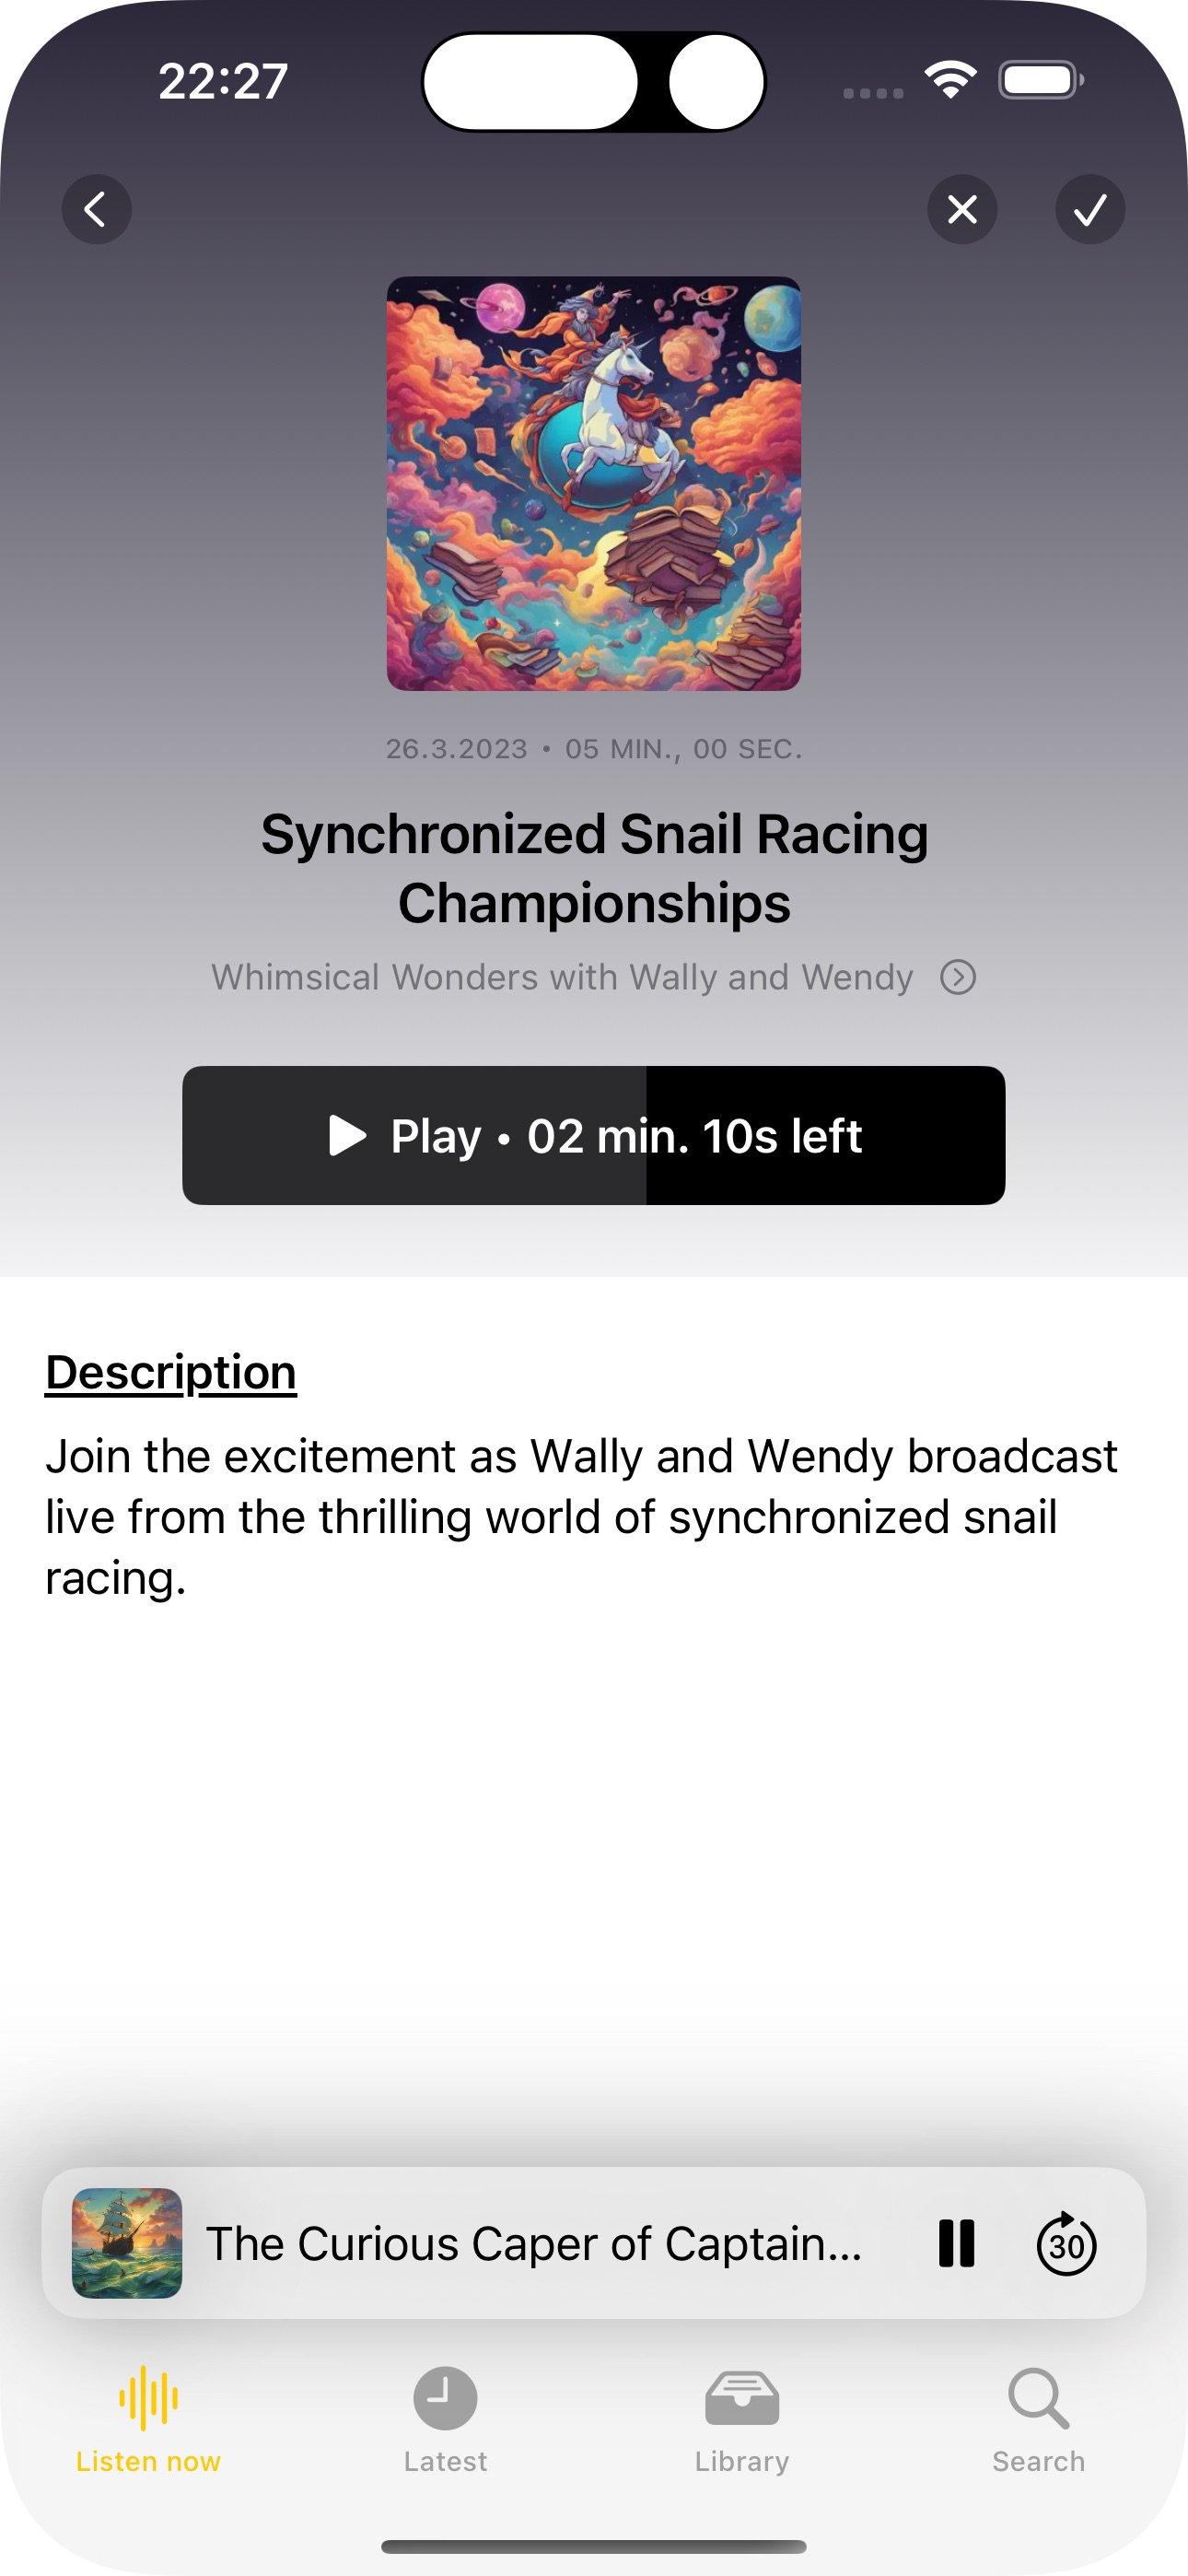 22:27
26.3.2023 • 05 MIN., 00 SEC.
Synchronized Snail Racing
Championships
Whimsical Wonders with Wally and Wendy
Play • 02 min. 10s left
Description
Join the excitement as Wally and Wendy broadcast
live from the thrilling world of synchronized snail
racing.
The Curious Caper of Captain...
30
Listen now
Latest
Library
Search